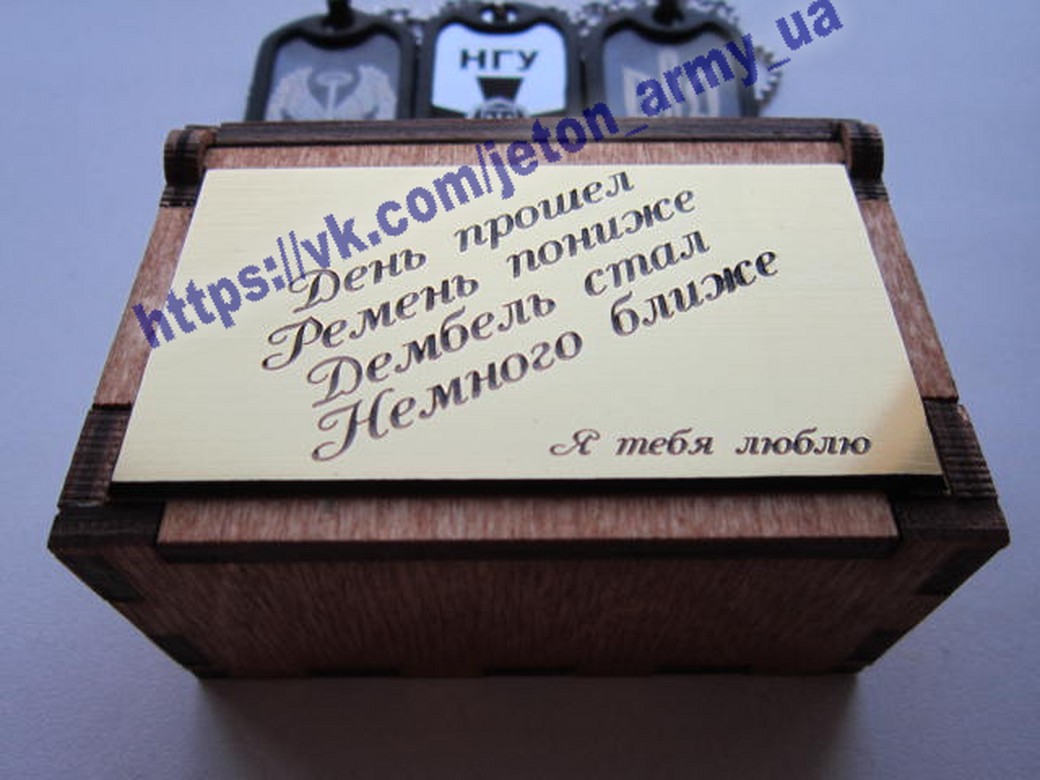 НГУ
https://vk.com/jeton_army_ua
День прошел
Ремень пониже
Дембель стал
Немного ближе
Я тебя люблю